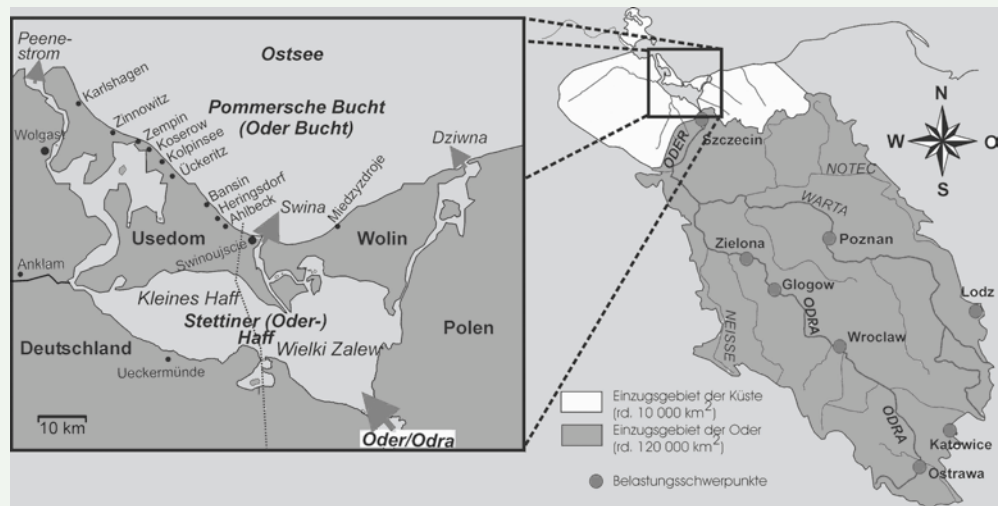 Peene-
strom
Ostsee
Karlshagen
Pommersche Bucht
(Oder Bucht)
Zinnowitz
Zempin
Koserow
Kölpinsee
Ückeritz
Wolgast
Dziwna
Bansin
Heringsdorf
Ahlbeck
Swina
Miedzyzdroje
Usedom
Wolin
Swinoujscie
Anklam
Kleines Haff
Stettiner (Oder-)
Haff
Wielki Zalew
Polen
Deutschland
Ueckermünde
10 km
Oder/Odra
N
W
O
S
ODER
Szczecin
NOTEC
WARTA
Poznan
Zielona
Glogow
Lodz
ODRA
NEISSE
Wroclaw
ODRA
Katowice
Ostrawa
Einzugsgebiet der Küste
(rd. 10 000 km²)
Einzugsgebiet der Oder
(rd. 120 000 km²)
Belastungsschwerpunkte